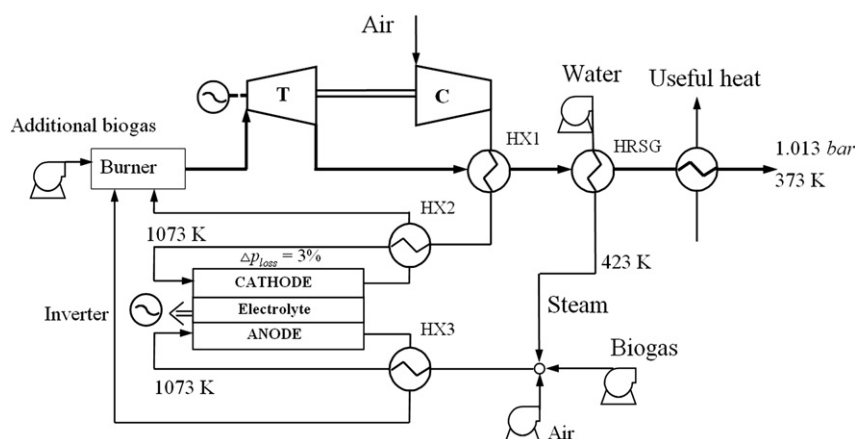 Air
Water
Useful heat
T
C
HX1
HRSG
1.013 bar
373 K
Additional biogas
Burner
HX2
1073 K
△p_loss = 3%
423 K
CATHODE
Electrolyte
ANODE
Inverter
HX3
Steam
Biogas
1073 K
Air